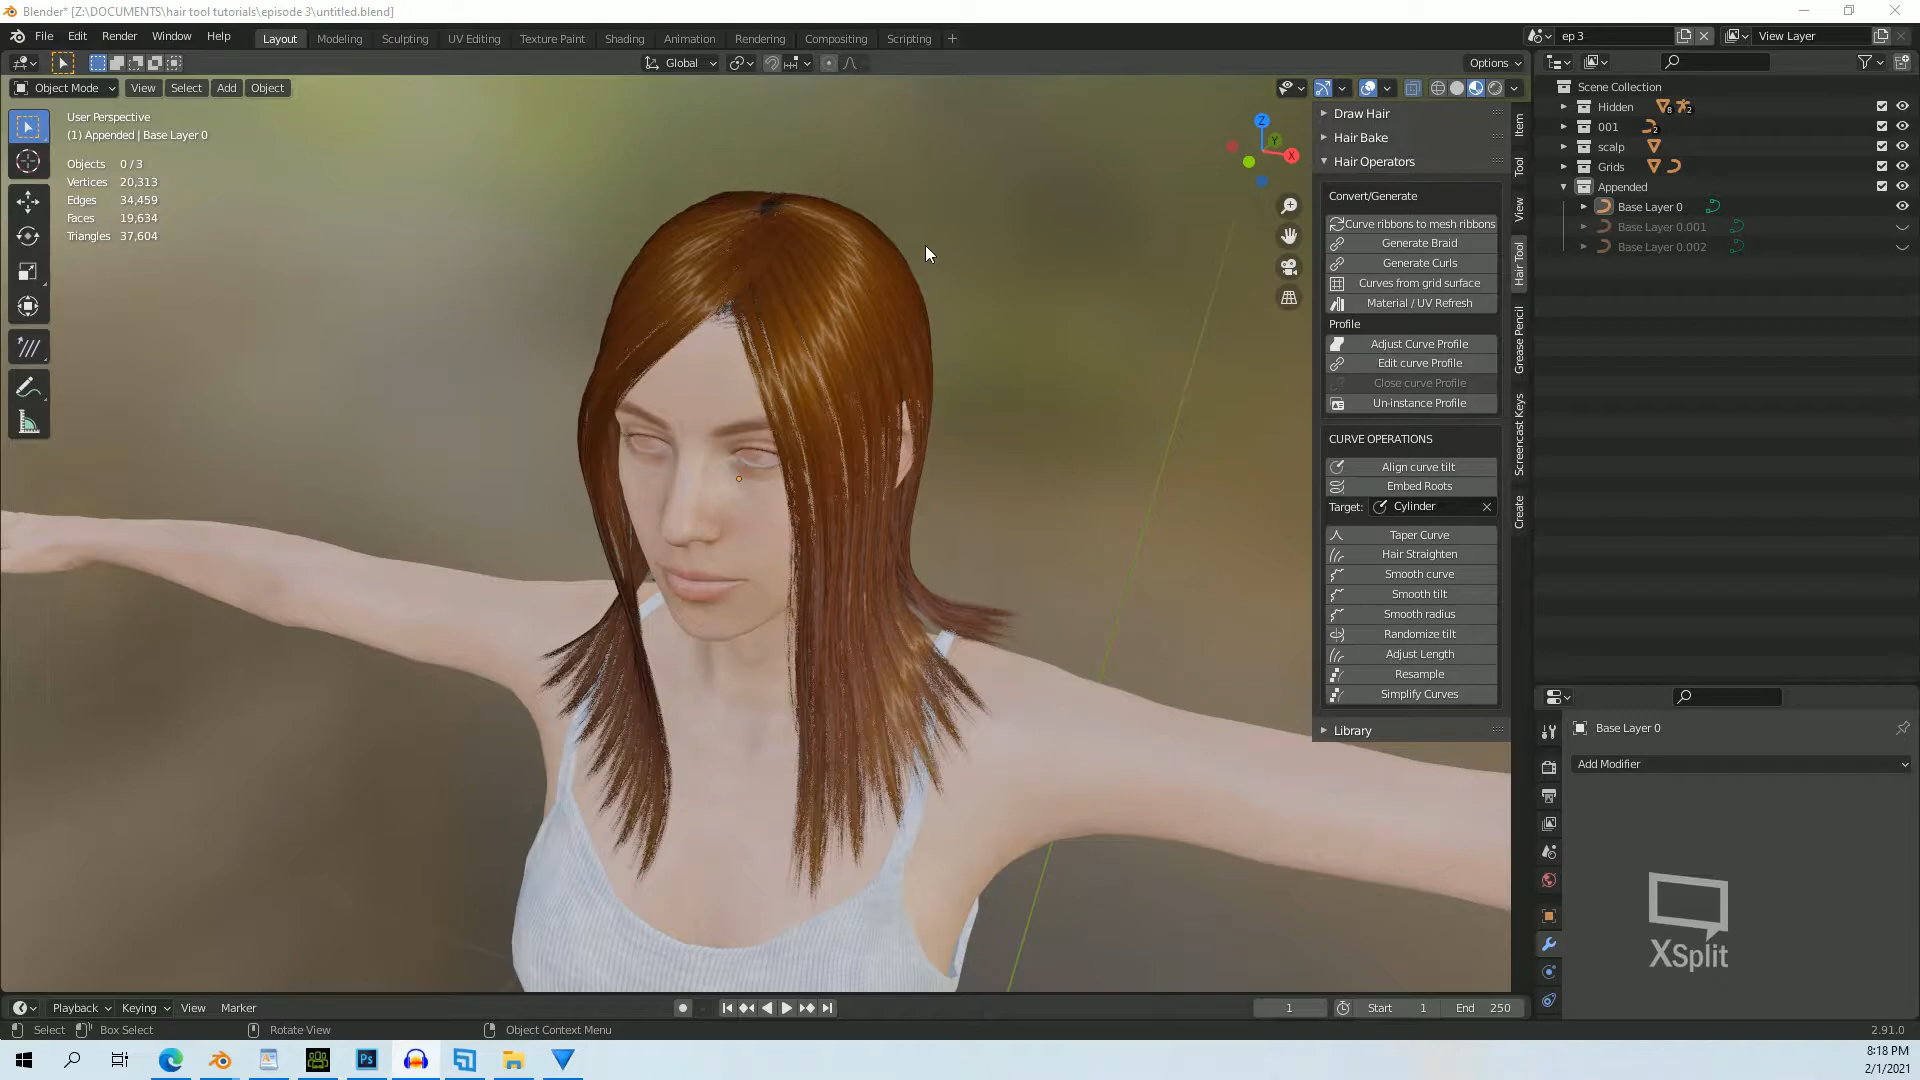 Blender* [Z:\DOCUMENTS\hair tool tutorials\episode 3\untitled.blend]
File Edit Render Window Help
Layout Modeling Sculpting UV Editing Texture Paint Shading Animation Rendering Compositing Scripting +
ep 3
View Layer
Global
Options
Object Mode View Select Add Object
User Perspective
(1) Appended | Base Layer 0
Objects 0 / 3
Vertices 20,313
Edges 34,459
Faces 19,634
Triangles 37,604
Z
Y
X
Draw Hair
Hair Bake
Hair Operators
Convert/Generate
Curve ribbons to mesh ribbons
Generate Braid
Generate Curls
Curves from grid surface
Material / UV Refresh
Profile
Adjust Curve Profile
Edit curve Profile
Close curve Profile
Un-instance Profile
CURVE OPERATIONS
Align curve tilt
Embed Roots
Target: Cylinder
Taper Curve
Hair Straighten
Smooth curve
Smooth tilt
Smooth radius
Randomize tilt
Adjust Length
Resample
Simplify Curves
Library
Item
Tool
View
Hair Tool
Grease Pencil
Screencast Keys
Create
Scene Collection
Hidden 8 2
001 2
scalp
Grids
Appended
Base Layer 0
Base Layer 0.001
Base Layer 0.002
Base Layer 0
Add Modifier
XSplit
Playback Keying View Marker
1
Start 1
End 250
Select Box Select Rotate View Object Context Menu
2.91.0
Ps
8:18 PM
2/1/2021